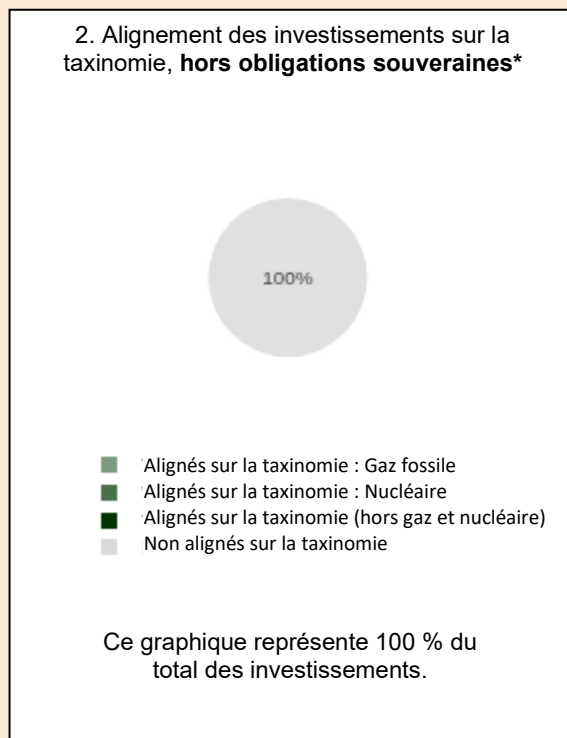 2. Alignement des investissements sur la
taxinomie, hors obligations souveraines*
100%
Alignés sur la taxinomie : Gaz fossile
Alignés sur la taxinomie : Nucléaire
Alignés sur la taxinomie (hors gaz et nucléaire)
Non alignés sur la taxinomie
Ce graphique représente 100 % du
total des investissements.